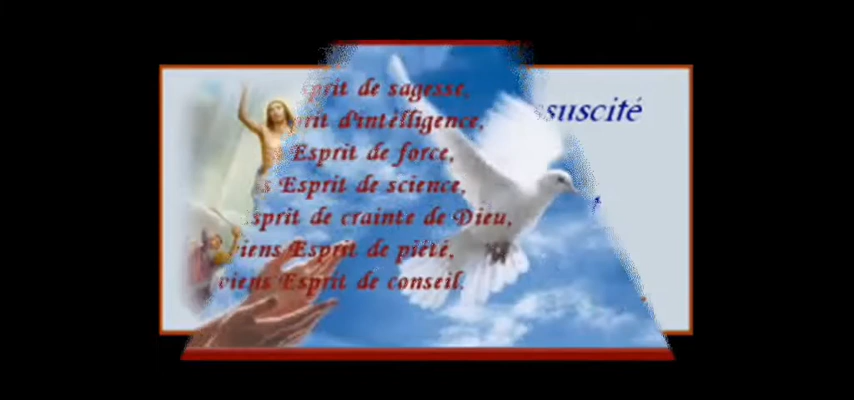 sprit de sagesse,
prit d'intelligence,
Esprit de force,
s Esprit de science,
sprit de crainte de Dieu,
viens Esprit de piété,
viens Esprit de conseil.
suscité